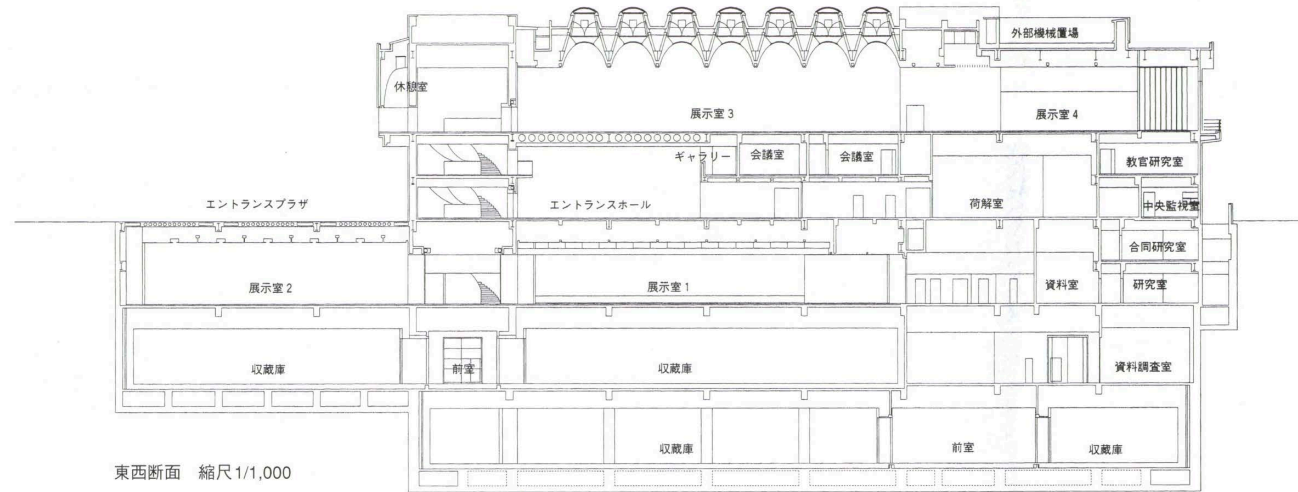 外部機械置場
休憩室
展示室3
展示室4
ギャラリー
会議室
会議室
教官研究室
エントランスプラザ
エントランスホール
荷解室
中央監視室
合同研究室
展示室2
展示室1
資料室
研究室
収蔵庫
前室
収蔵庫
資料調査室
収蔵庫
前室
収蔵庫
東西断面 縮尺1/1,000